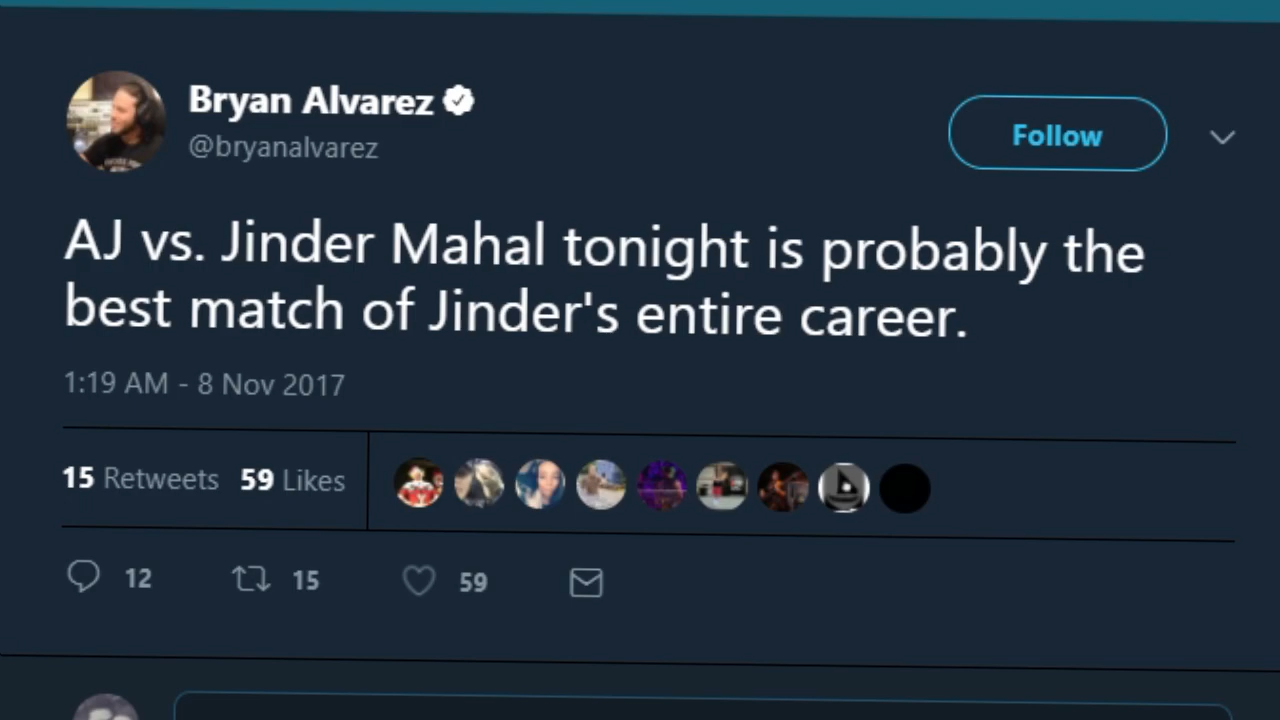 Bryan Alvarez
@bryanalvarez
Follow
AJ vs. Jinder Mahal tonight is probably the
best match of Jinder's entire career.
1:19 AM - 8 Nov 2017
15 Retweets 59 Likes
12 15 59